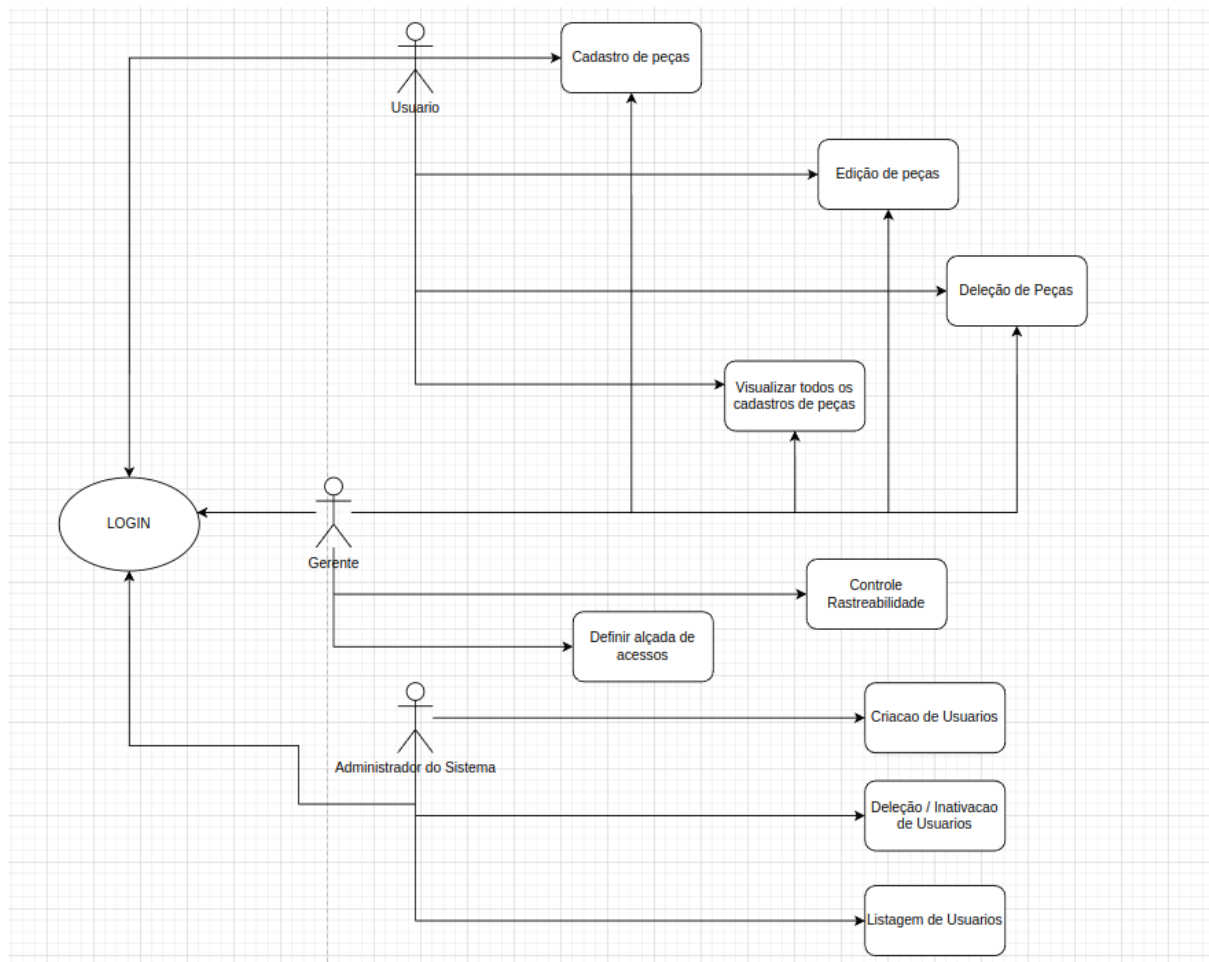 Cadastro de peças
Usuario
Edição de peças
Deleção de Peças
Visualizar todos os
cadastros de peças
LOGIN
Gerente
Controle
Rastreabilidade
Definir alçada de
acessos
Criacao de Usuarios
Administrador do Sistema
Deleção / Inativacao
de Usuarios
Listagem de Usuarios